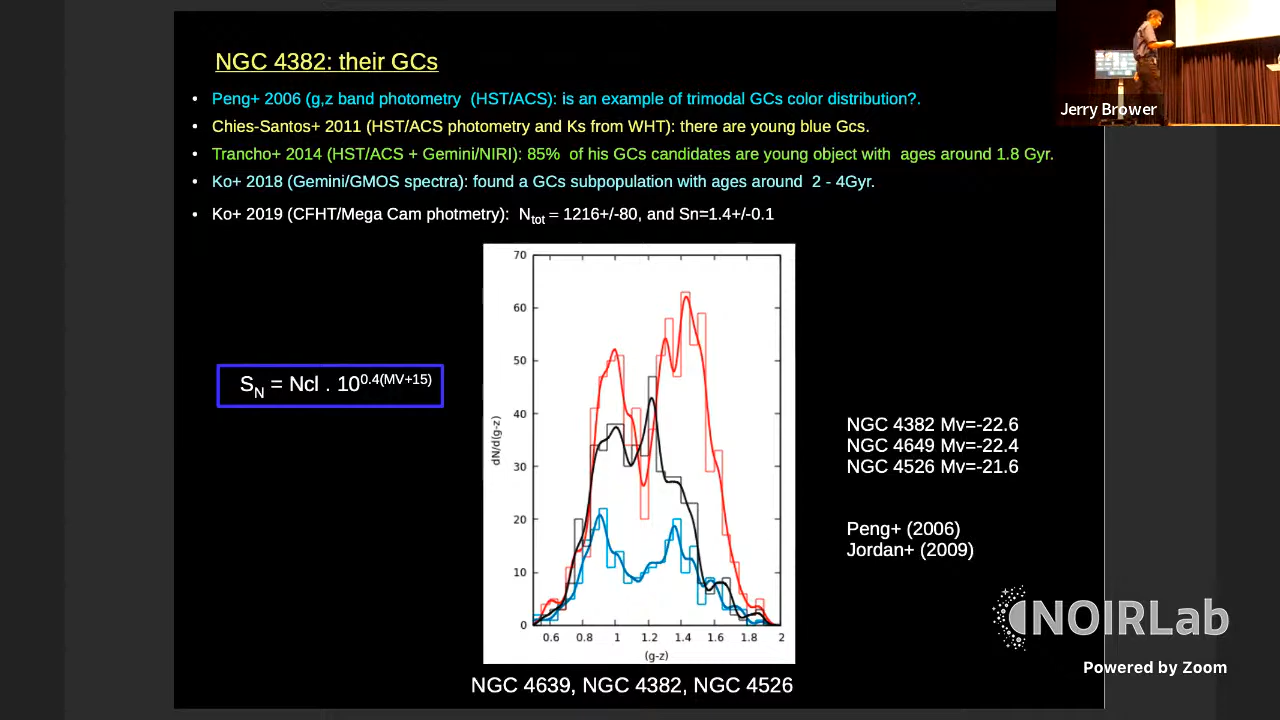 NGC 4382: their GCs
• Peng+ 2006 (g,z band photometry (HST/ACS): is an example of trimodal GCs color distribution?.
• Chies-Santos+ 2011 (HST/ACS photometry and Ks from WHT): there are young blue Gcs.
• Trancho+ 2014 (HST/ACS + Gemini/NIRI): 85% of his GCs candidates are young object with ages around 1.8 Gyr.
• Ko+ 2018 (Gemini/GMOS spectra): found a GCs subpopulation with ages around 2 - 4Gyr.
• Ko+ 2019 (CFHT/Mega Cam photmetry): Ntot = 1216+/-80, and Sn=1.4+/-0.1
Jerry Brower
SN = Ncl . 10^0.4(MV+15)
70
60
50
40
30
20
10
0
dN/d(g-z)
0.6 0.8 1 1.2 1.4 1.6 1.8 2
(g-z)
NGC 4639, NGC 4382, NGC 4526
NGC 4382 Mv=-22.6
NGC 4649 Mv=-22.4
NGC 4526 Mv=-21.6
Peng+ (2006)
Jordan+ (2009)
NOIRLab
Powered by Zoom